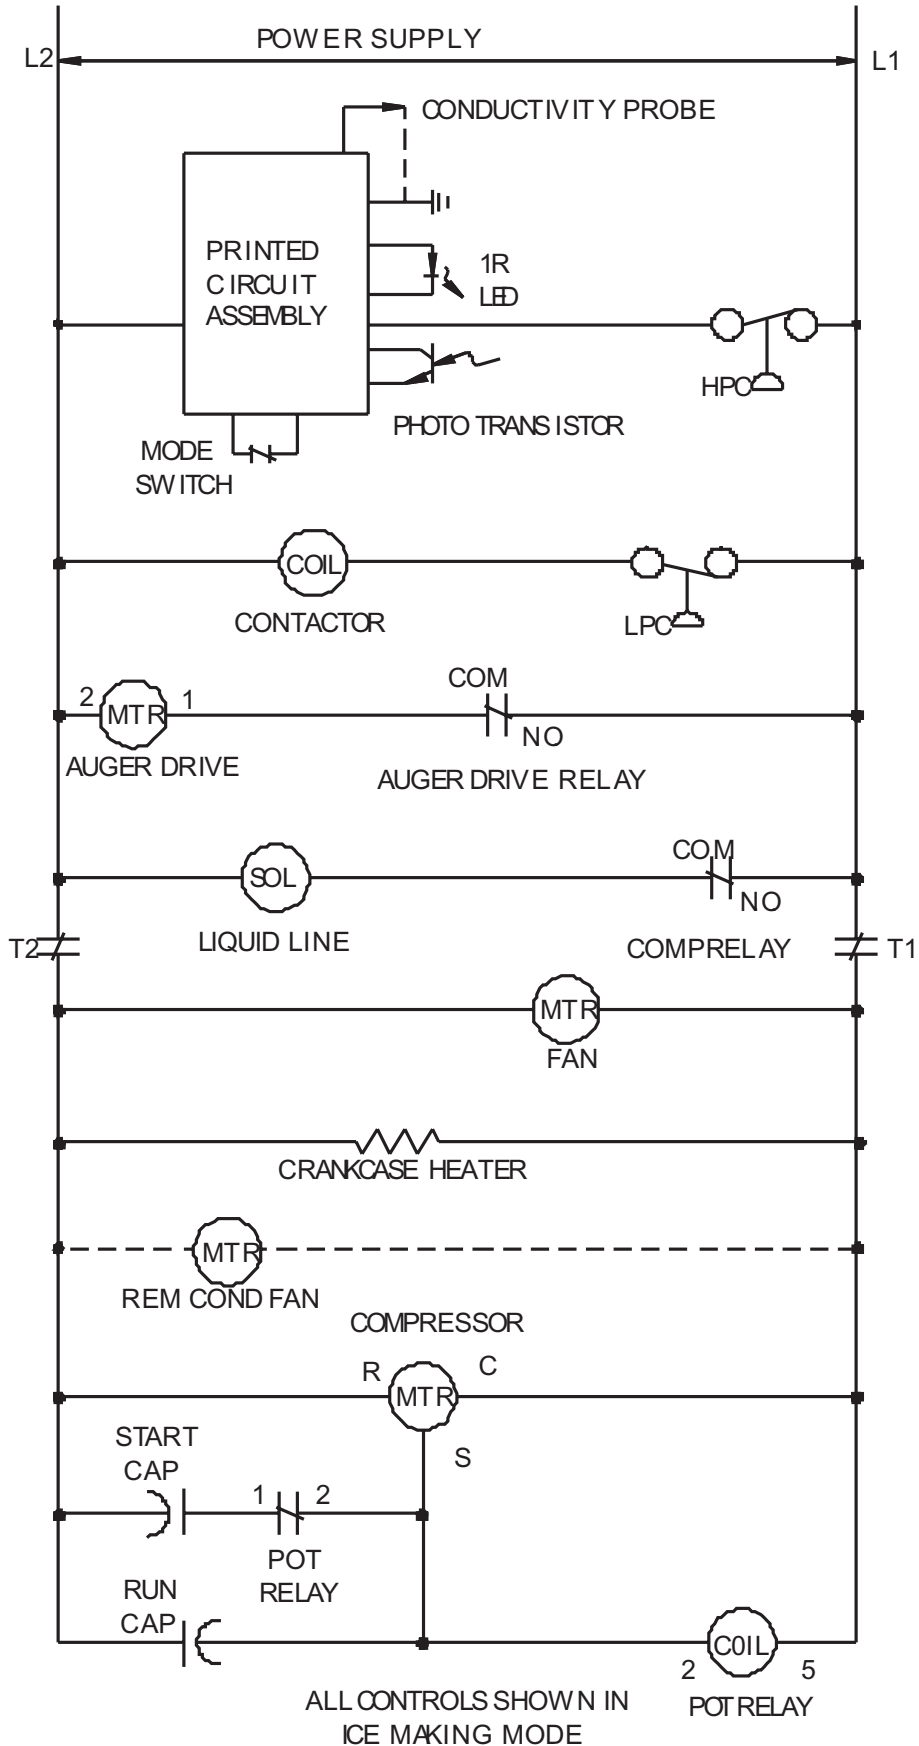 POWER SUPPLY
L2
L1
CONDUCTIVITY PROBE
PRINTED
CIRCUIT
ASSEMBLY
1R
LED
HPC
PHOTO TRANSISTOR
MODE
SWITCH
COIL
CONTACTOR
LPC
2 MTR 1
COM
NO
AUGER DRIVE
AUGER DRIVE RELAY
SOL
COM
NO
LIQUID LINE
COMP RELAY
T2
T1
MTR
FAN
CRANKCASE HEATER
MTR
REM COND FAN
COMPRESSOR
R MTR C
S
START
CAP
1 2
POT
RELAY
RUN
CAP
2 C0IL 5
POT RELAY
ALL CONTROLS SHOWN IN
ICE MAKING MODE